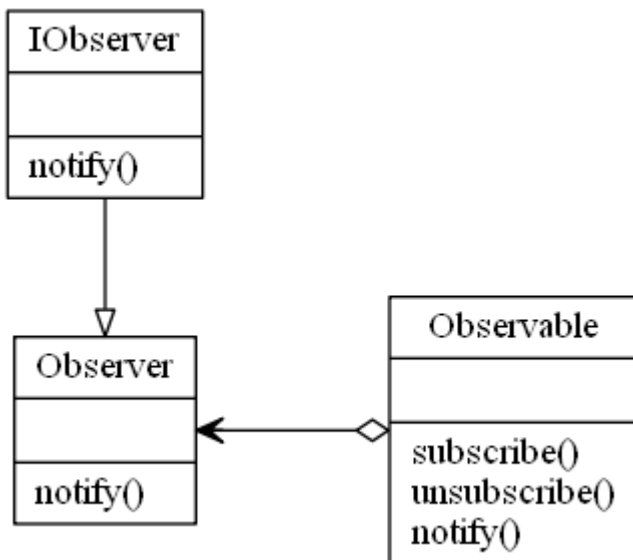 IObserver
notify()
Observer
notify()
Observable
subscribe()
unsubscribe()
notify()